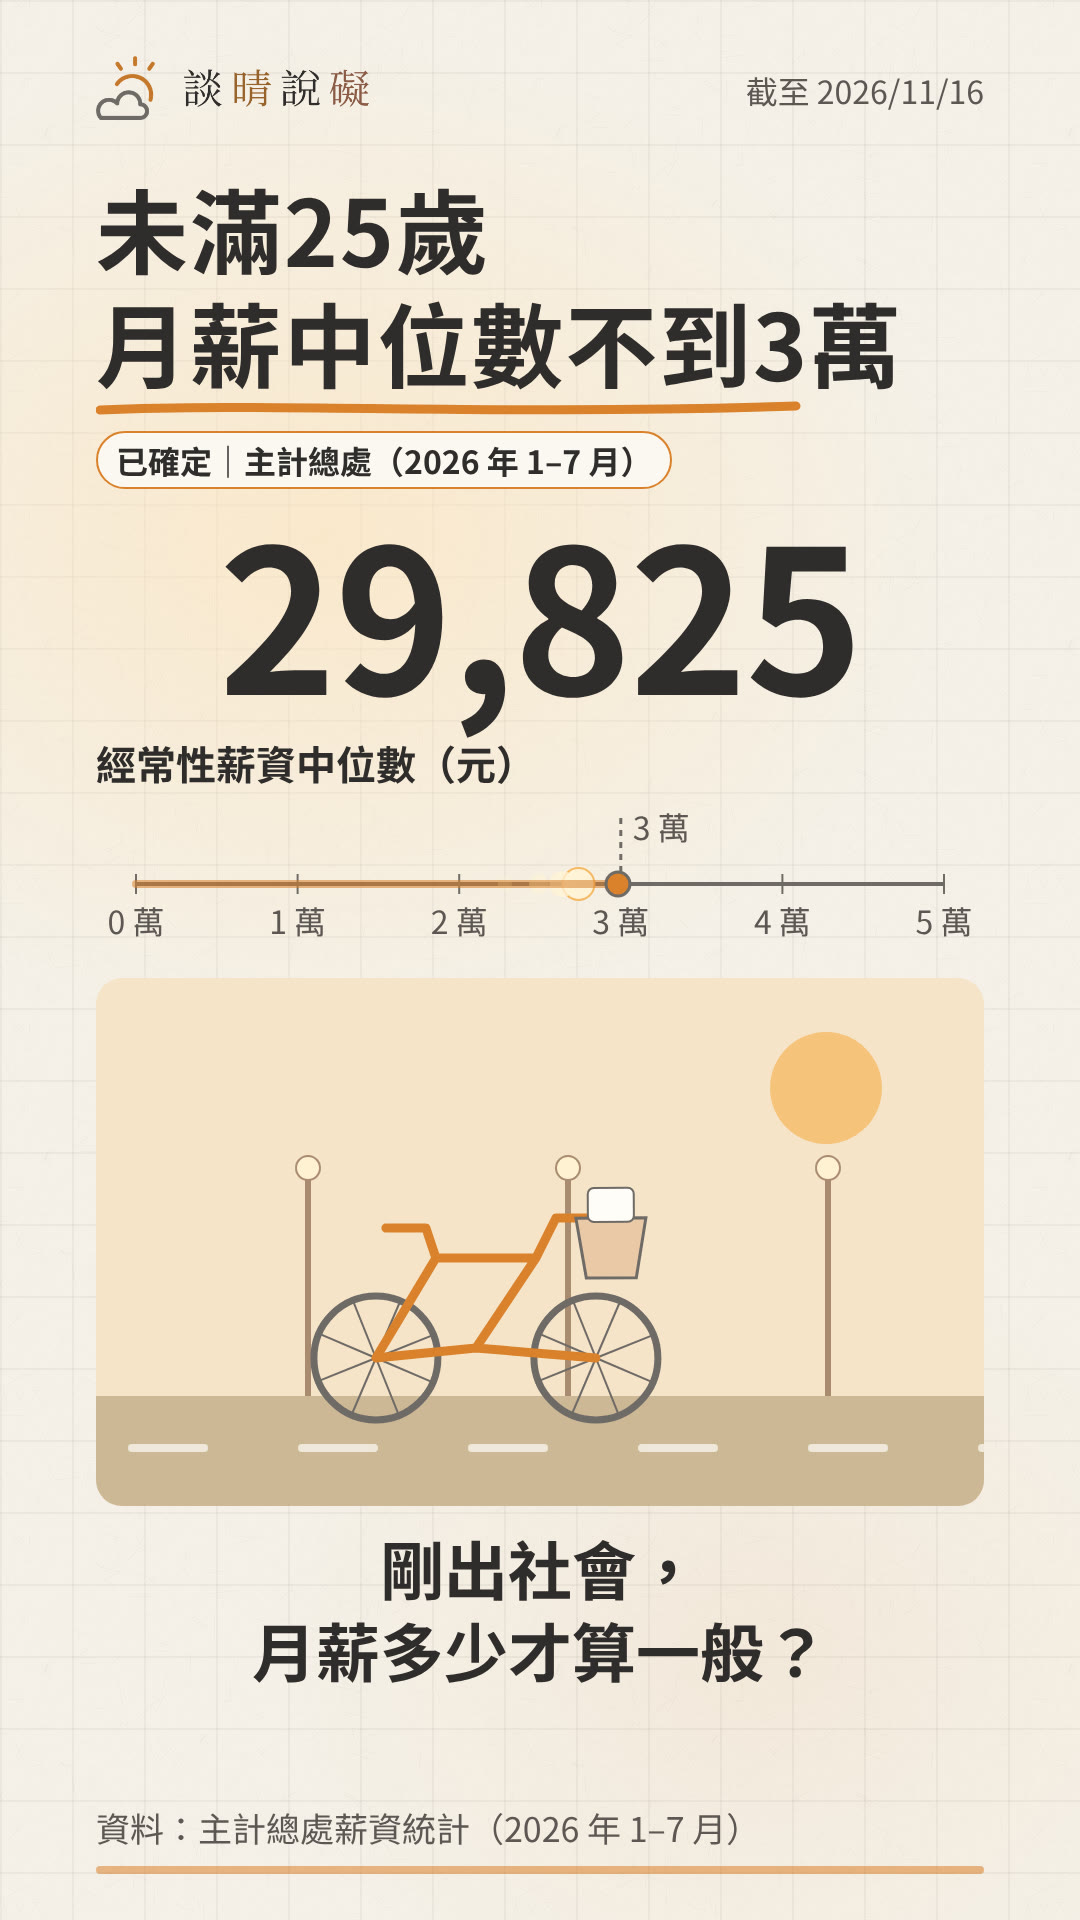 談晴說礙
截至 2026/11/16
未滿25歲
月薪中位數不到3萬
已確定｜主計總處（2026 年 1–7 月）
29,825
經常性薪資中位數（元）
3 萬
0 萬 1 萬 2 萬 3 萬 4 萬 5 萬
剛出社會，
月薪多少才算一般？
資料：主計總處薪資統計（2026 年 1–7 月）